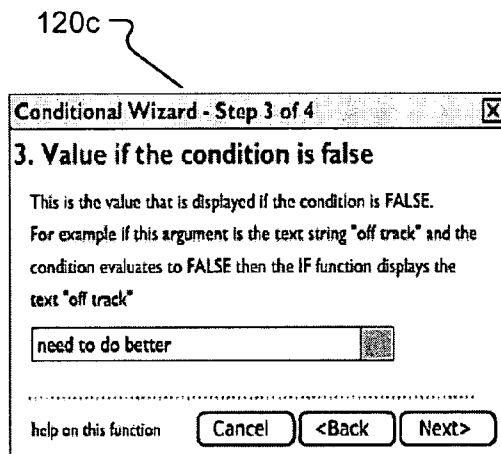 120c
Conditional Wizard - Step 3 of 4 X
3. Value if the condition is false
This is the value that is displayed if the condition is FALSE.
For example if this argument is the text string "off track" and the
condition evaluates to FALSE then the IF function displays the
text "off track"
need to do better
help on this function Cancel <Back Next>